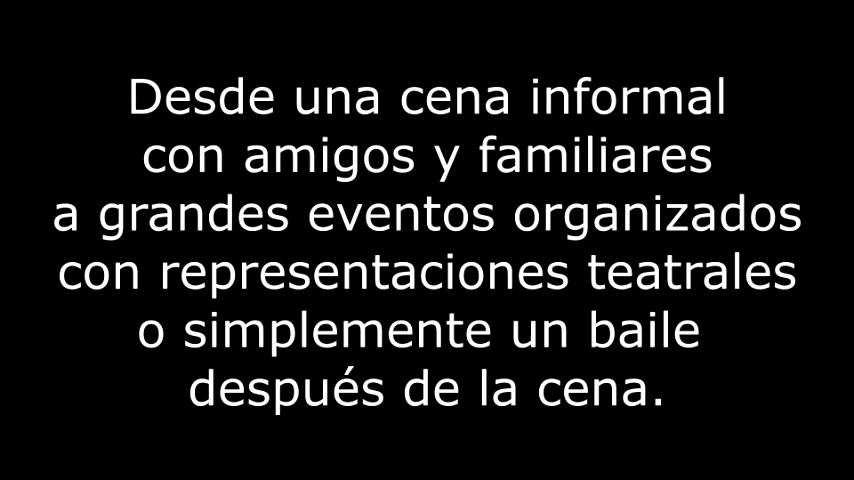 Desde una cena informal
con amigos y familiares
a grandes eventos organizados
con representaciones teatrales
o simplemente un baile
después de la cena.